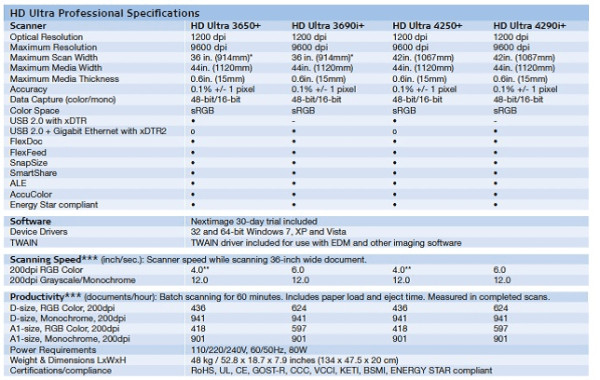 HD Ultra Professional Specifications
Scanner HD Ultra 3650+ HD Ultra 3690i+ HD Ultra 4250+ HD Ultra 4290i+
Optical Resolution 1200 dpi 1200 dpi 1200 dpi 1200 dpi
Maximum Resolution 9600 dpi 9600 dpi 9600 dpi 9600 dpi
Maximum Scan Width 36 in. (914mm)* 36 in. (914mm)* 42in. (1067mm) 42in. (1067mm)
Maximum Media Width 44in. (1120mm) 44in. (1120mm) 44in. (1120mm) 44in. (1120mm)
Maximum Media Thickness 0.6in. (15mm) 0.6in. (15mm) 0.6in. (15mm) 0.6in. (15mm)
Accuracy 0.1% +/- 1 pixel 0.1% +/- 1 pixel 0.1% +/- 1 pixel 0.1% +/- 1 pixel
Data Capture (color/mono) 48-bit/16-bit 48-bit/16-bit 48-bit/16-bit 48-bit/16-bit
Color Space sRGB sRGB sRGB sRGB
USB 2.0 with xDTR • - • -
USB 2.0 + Gigabit Ethernet with xDTR2 o • o •
FlexDoc • • • •
FlexFeed • • • •
SnapSize • • • •
SmartShare • • • •
ALE • • • •
AccuColor • • • •
Energy Star compliant • • • •
Software Nextimage 30-day trial included
Device Drivers 32 and 64-bit Windows 7, XP and Vista
TWAIN TWAIN driver included for use with EDM and other imaging software
Scanning Speed*** (inch/sec.): Scanner speed while scanning 36-inch wide document.
200dpi RGB Color 4.0** 6.0 4.0** 6.0
200dpi Grayscale/Monochrome 12.0 12.0 12.0 12.0
Productivity*** (documents/hour): Batch scanning for 60 minutes. Includes paper load and eject time. Measured in completed scans.
D-size, RGB Color, 200dpi 436 624 436 624
D-size, Monochrome, 200dpi 941 941 941 941
A1-size, RGB Color, 200dpi 418 597 418 597
A1-size, Monochrome, 200dpi 901 901 901 901
Power Requirements 110/220/240V, 60/50Hz, 80W
Weight & Dimensions LxWxH 48 kg / 52.8 x 18.7 x 7.9 inches (134 x 47.5 x 20 cm)
Certifications/compliance RoHS, UL, CE, GOST-R, CCC, VCCI, KETI, BSMI, ENERGY STAR compliant